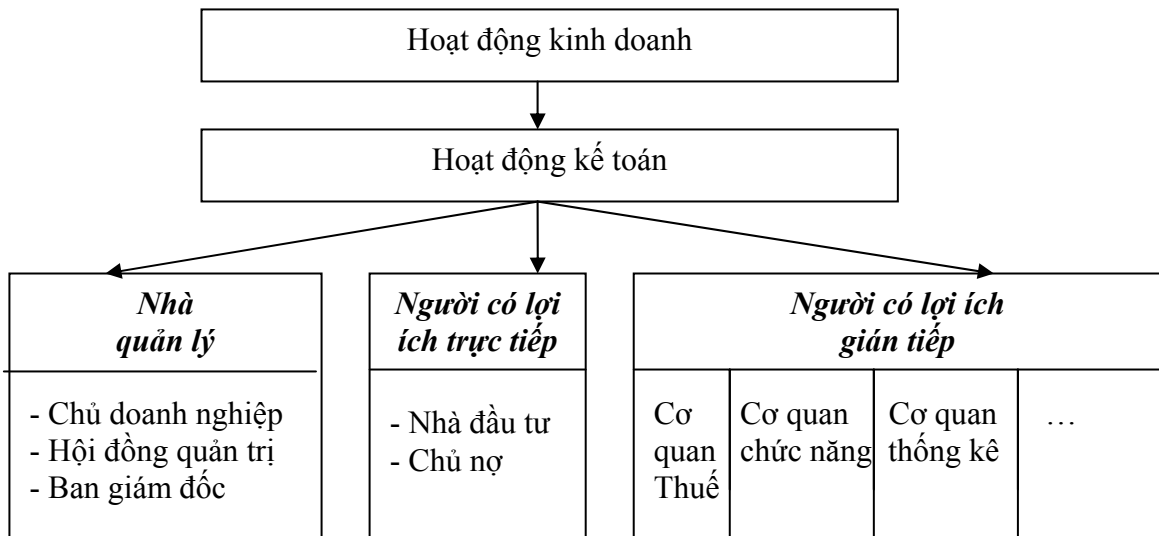 Hoạt động kinh doanh
Hoạt động kế toán
Nhà
quản lý
- Chủ doanh nghiệp
- Hội đồng quản trị
- Ban giám đốc
Người có lợi
ích trực tiếp
- Nhà đầu tư
- Chủ nợ
Người có lợi ích
gián tiếp
Cơ
quan
Thuế
Cơ quan
chức năng
Cơ quan
thống kê
…